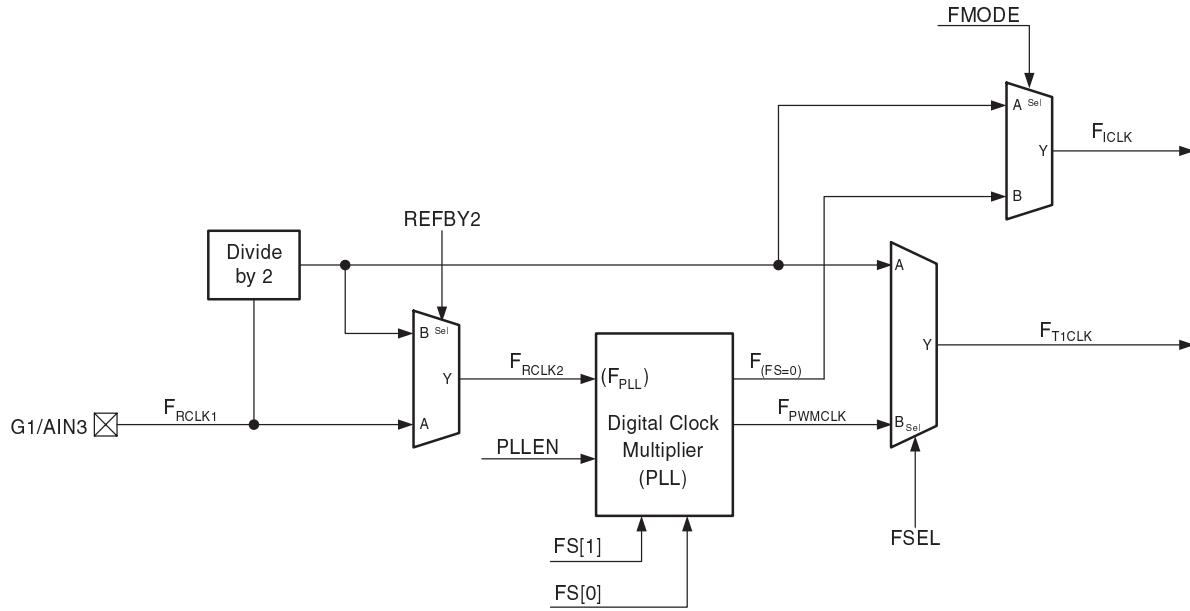 FMODE
A Sel
Y
FICLK
B
REFBY2
Divide
by 2
A
B Sel
Y
FT1CLK
Y
FRCLK2
(FPLL)
F(FS=0)
G1/AIN3
FRCLK1
A
Digital Clock
Multiplier
(PLL)
FPWMCLK
B Sel
PLLEN
FSEL
FS[1]
FS[0]